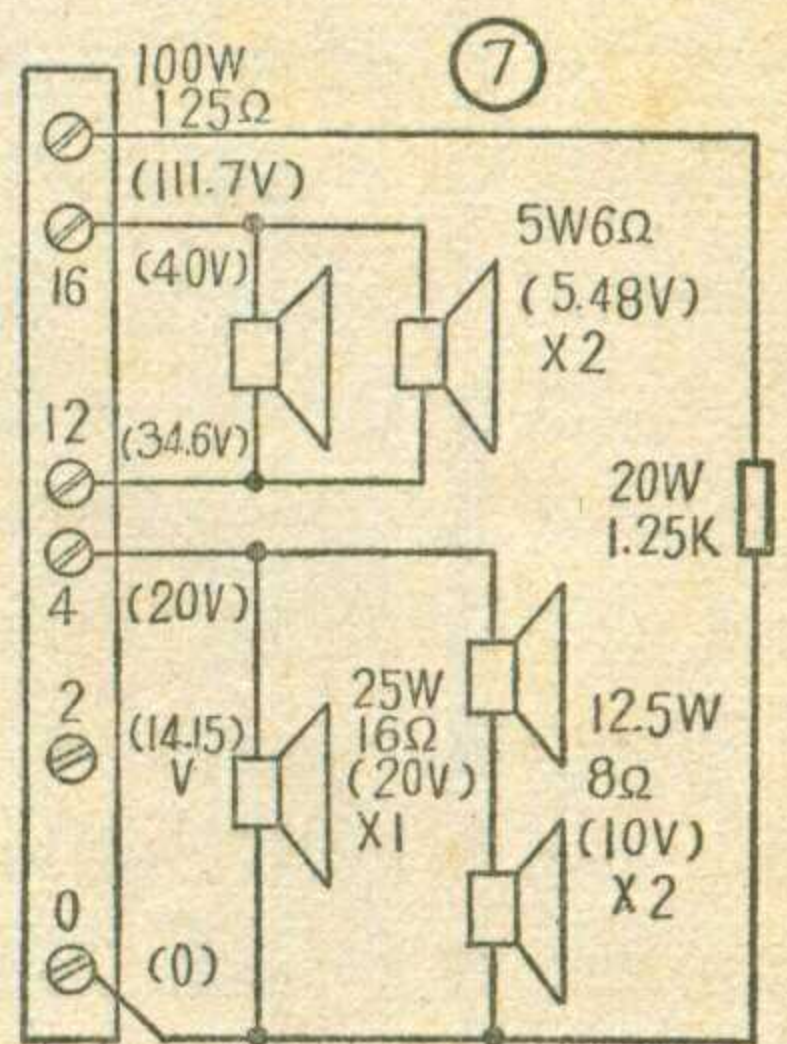 7
100W
125Ω
(111.7V)
16
(40V)
5W6Ω
(5.48V)
X2
12
(34.6V)
20W
1.25K
4
(20V)
2
(14.15)
V
25W
16Ω
(20V)
X1
12.5W
8Ω
(10V)
X2
0
(0)